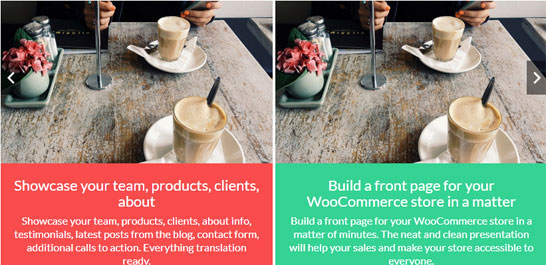 Showcase your team, products, clients,
about
Showcase your team, products, clients, about info,
testimonials, latest posts from the blog, contact form,
additional calls to action. Everything translation
ready.
Build a front page for your
WooCommerce store in a matter
Build a front page for your WooCommerce store in a
matter of minutes. The neat and clean presentation
will help your sales and make your store accessible to
everyone.